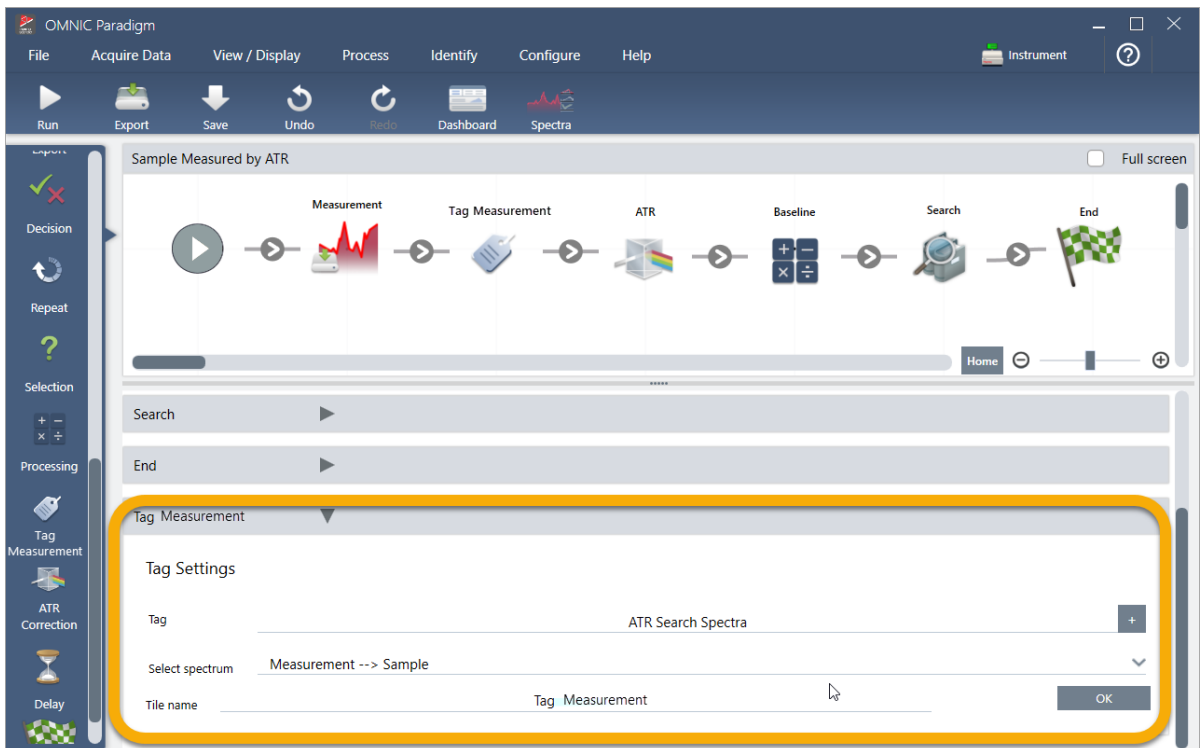 OMNIC Paradigm
File Acquire Data View / Display Process Identify Configure Help Instrument
Run Export Save Undo Redo Dashboard Spectra
Export
Decision
Repeat
Selection
Processing
Tag
Measurement
ATR
Correction
Delay
Sample Measured by ATR Full screen
Measurement Tag Measurement ATR Baseline Search End
Home
Search
End
Tag Measurement
Tag Settings
Tag ATR Search Spectra +
Select spectrum Measurement --> Sample
Tile name Tag Measurement OK